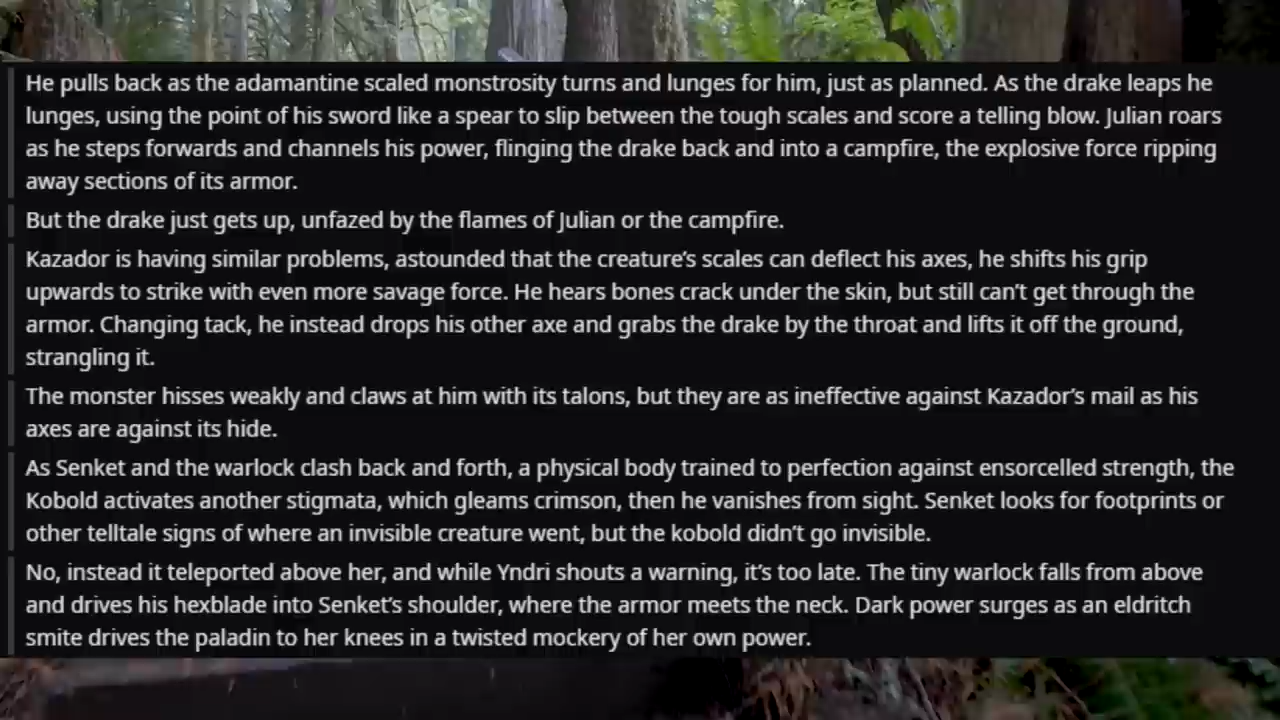 He pulls back as the adamantine scaled monstrosity turns and lunges for him, just as planned. As the drake leaps he
lunges, using the point of his sword like a spear to slip between the tough scales and score a telling blow. Julian roars
as he steps forwards and channels his power, flinging the drake back and into a campfire, the explosive force ripping
away sections of its armor.
But the drake just gets up, unfazed by the flames of Julian or the campfire.
Kazador is having similar problems, astounded that the creature's scales can deflect his axes, he shifts his grip
upwards to strike with even more savage force. He hears bones crack under the skin, but still can't get through the
armor. Changing tack, he instead drops his other axe and grabs the drake by the throat and lifts it off the ground,
strangling it.
The monster hisses weakly and claws at him with its talons, but they are as ineffective against Kazador's mail as his
axes are against its hide.
As Senket and the warlock clash back and forth, a physical body trained to perfection against ensorcelled strength, the
Kobold activates another stigmata, which gleams crimson, then he vanishes from sight. Senket looks for footprints or
other telltale signs of where an invisible creature went, but the kobold didn't go invisible.
No, instead it teleported above her, and while Yndri shouts a warning, it's too late. The tiny warlock falls from above
and drives his hexblade into Senket's shoulder, where the armor meets the neck. Dark power surges as an eldritch
smite drives the paladin to her knees in a twisted mockery of her own power.